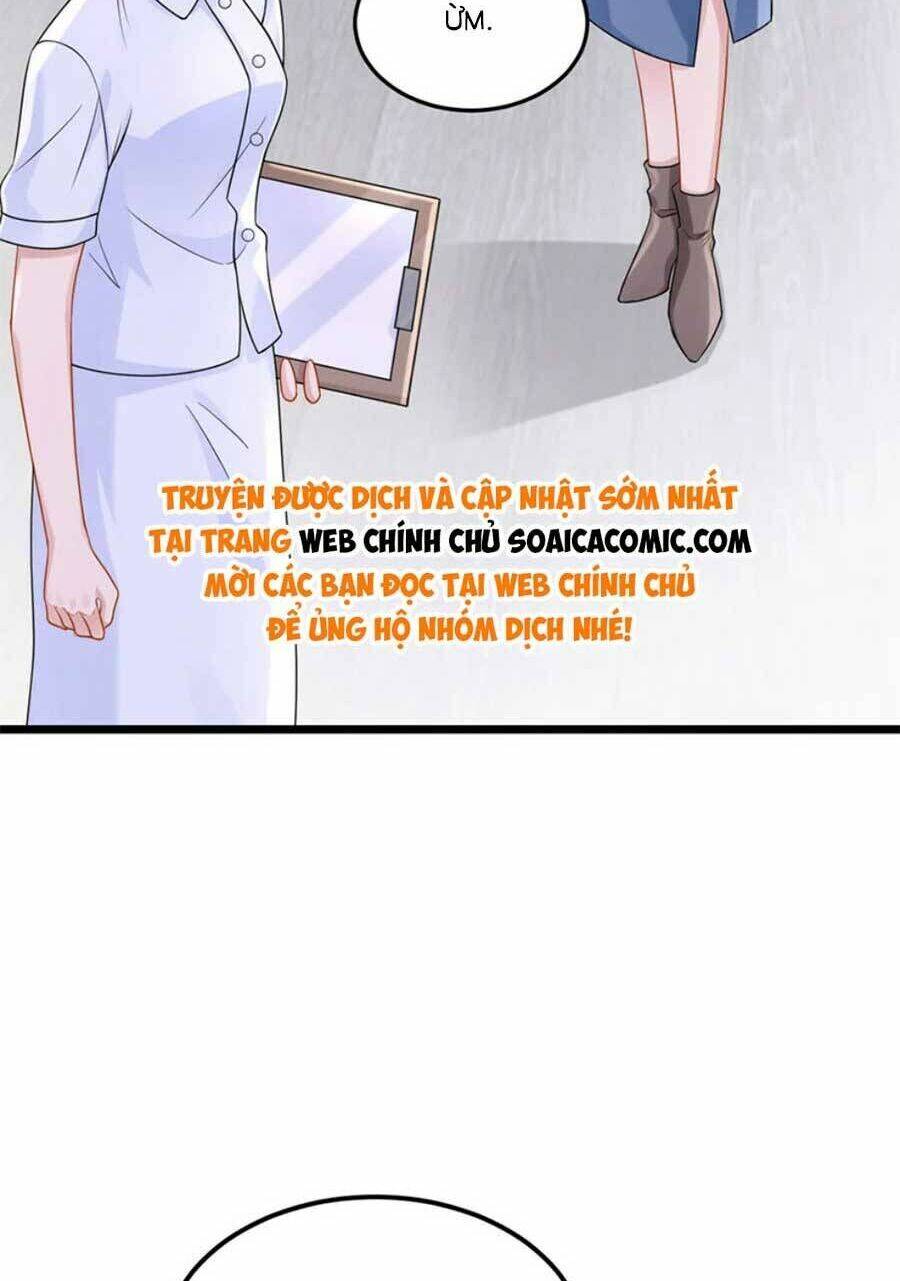 ỪM.
TRUYỆN ĐƯỢC DỊCH VÀ CẬP NHẬT SỚM NHẤT
TẠI TRANG WEB CHÍNH CHỦ SOAICACOMIC.COM
MỜI CÁC BẠN ĐỌC TẠI WEB CHÍNH CHỦ
ĐỂ ỦNG HỘ NHÓM DỊCH NHÉ!